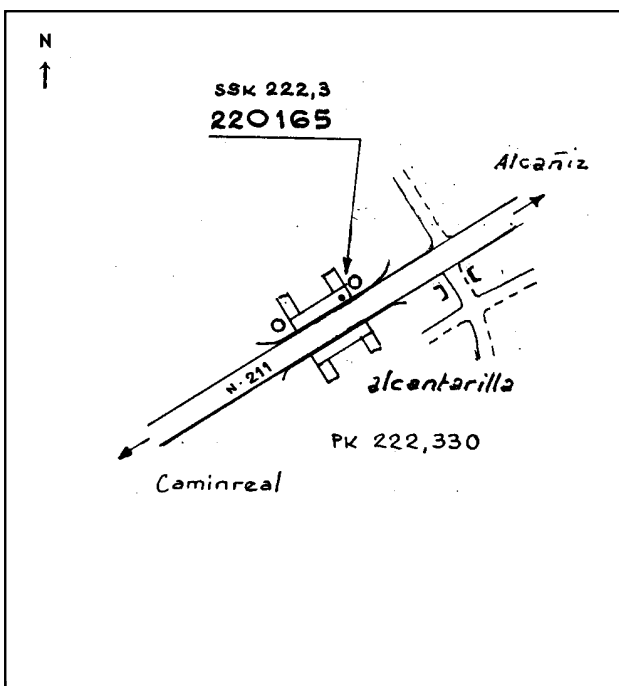 N
SSK 222,3
220165
Alcañiz
N-211
alcantarilla
PK 222,330
Caminreal